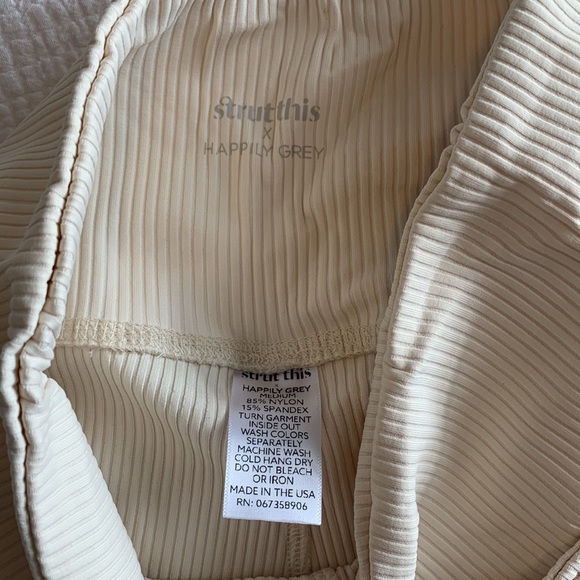 strutthis
x
HAPPILY GREY
strut this
x
HAPPILY GREY
MEDIUM
85% NYLON
15% SPANDEX
TURN GARMENT
INSIDE OUT
WASH COLORS
SEPARATELY
MACHINE WASH
COLD HANG DRY
DO NOT BLEACH
OR IRON
MADE IN THE USA
RN: 067358906